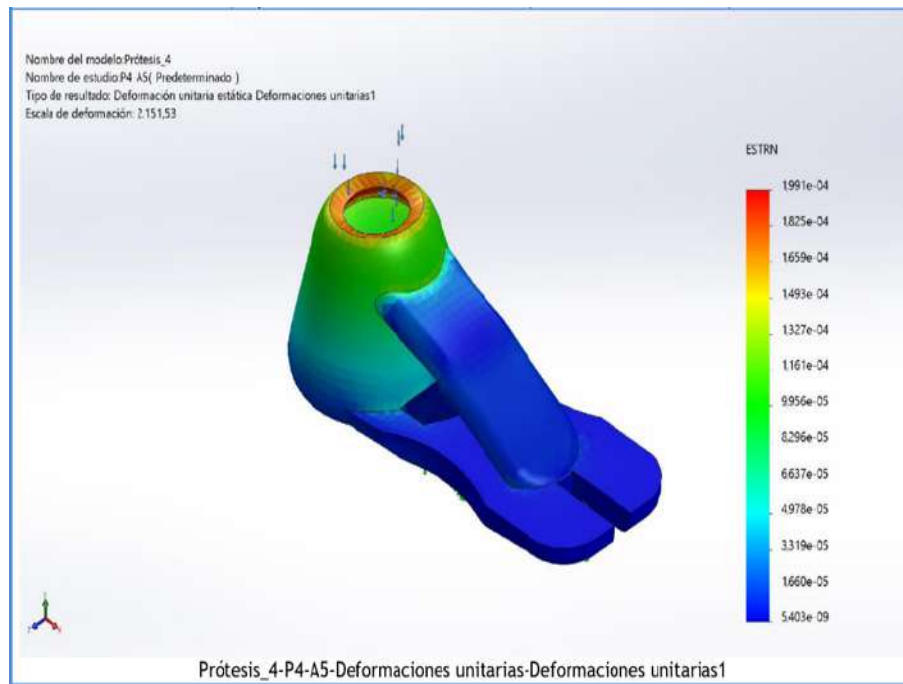 Nombre del modelo:Prótesis_4
Nombre de estudio:P4 A5( Predeterminado )
Tipo de resultado: Deformación unitaria estática Deformaciones unitarias1
Escala de deformación: 2.151,53
ESTRN
1.991e-04
1.825e-04
1.659e-04
1.493e-04
1.327e-04
1.161e-04
9.956e-05
8.296e-05
6.637e-05
4.978e-05
3.319e-05
1.660e-05
5.403e-09
Prótesis_4-P4-A5-Deformaciones unitarias-Deformaciones unitarias1